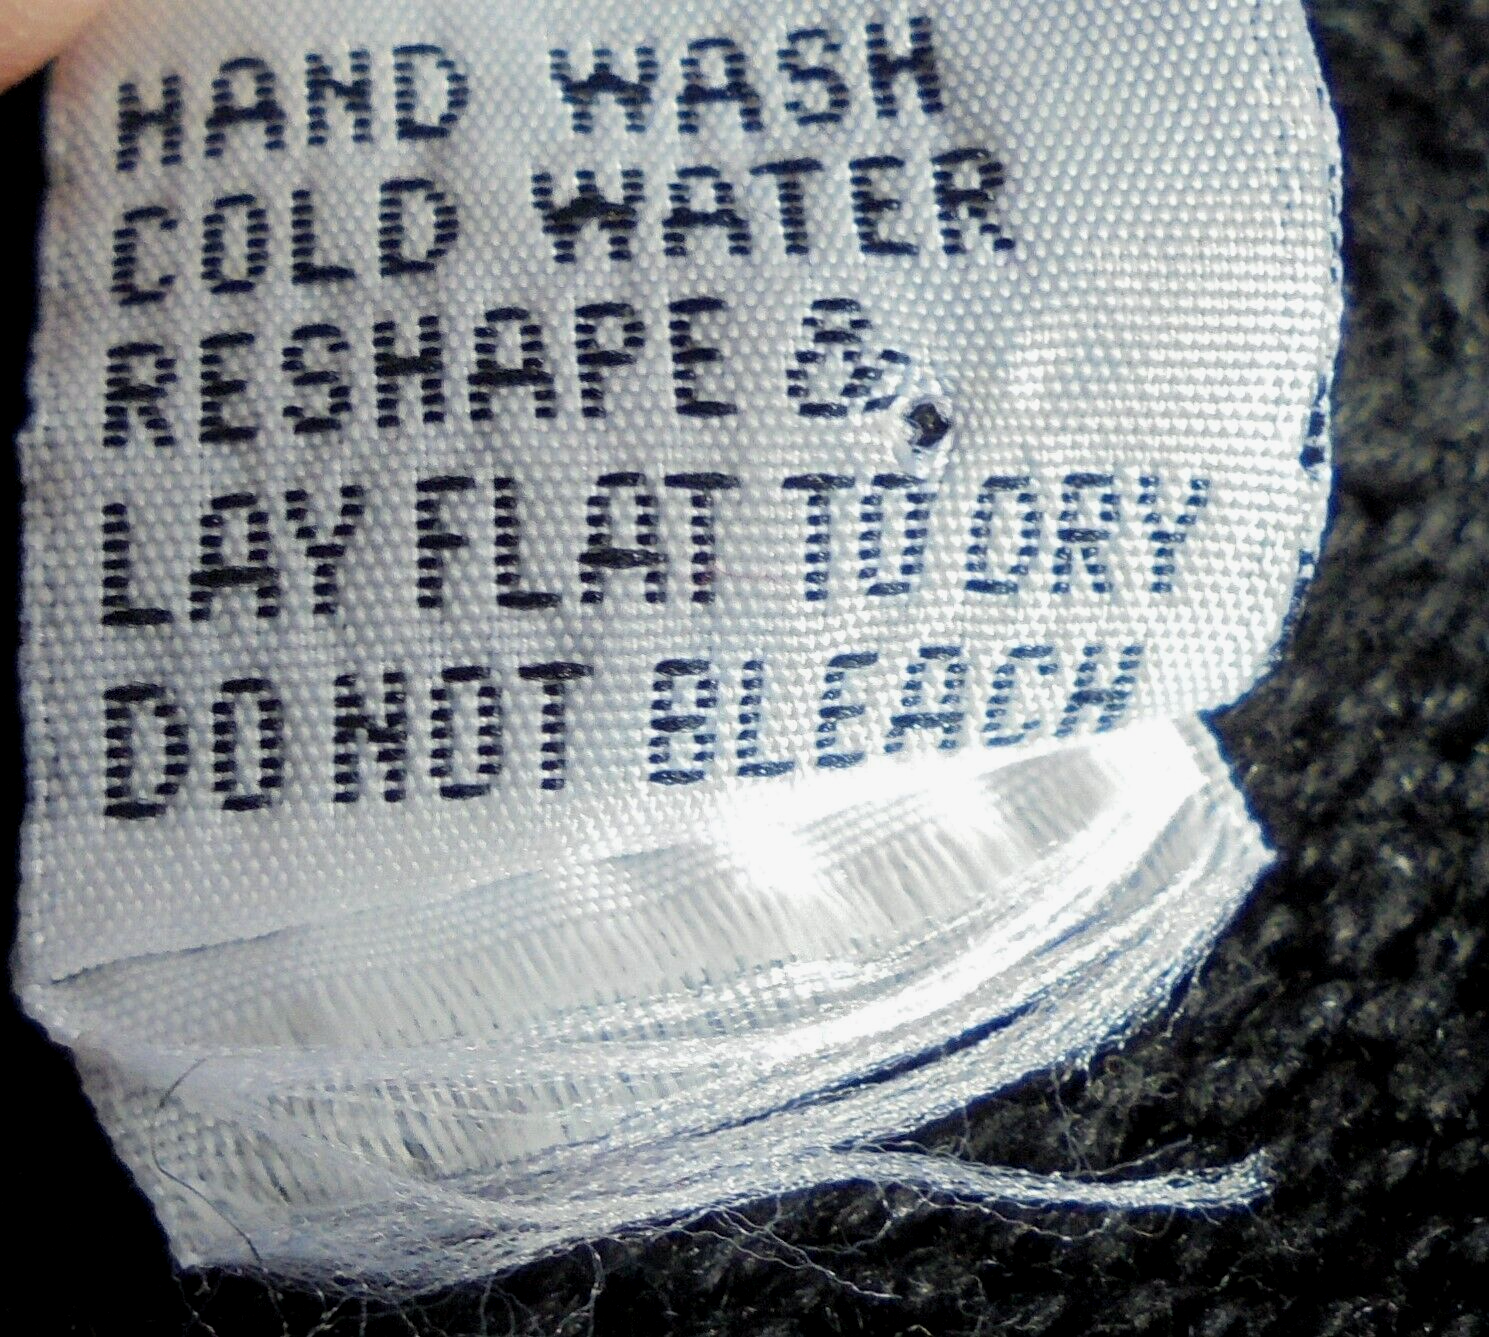 HAND WASH
COLD WATER
RESHAPE &
LAY FLAT TO DRY
DO NOT BLEACH